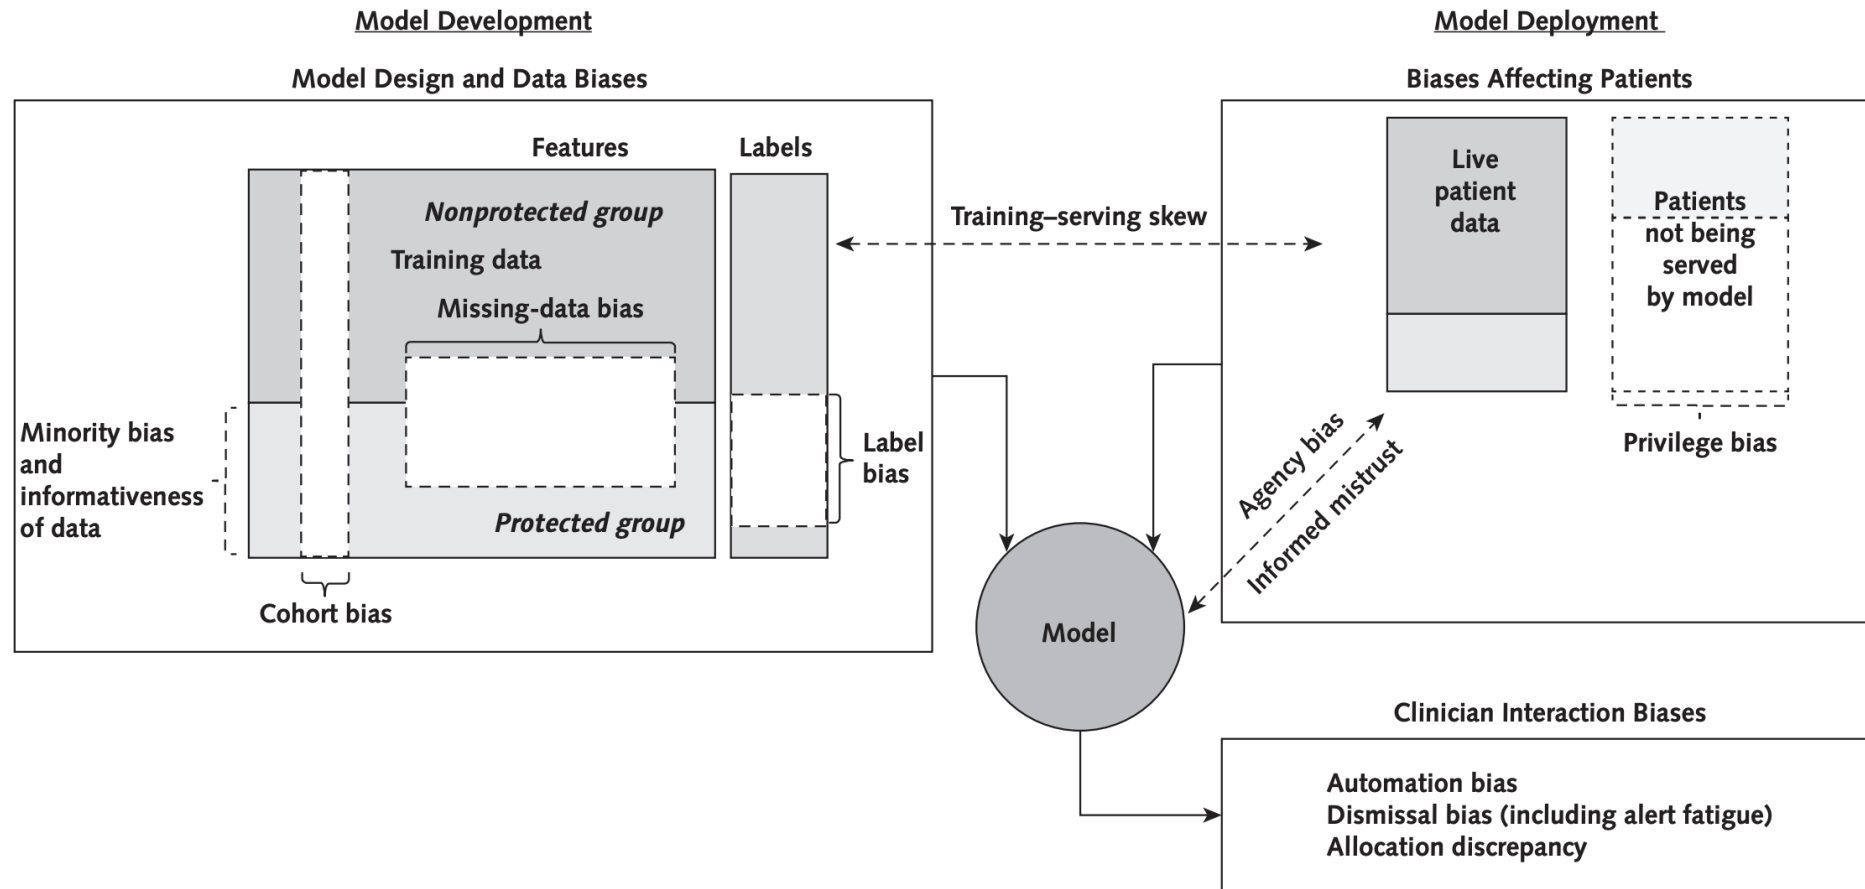 Model Development
Model Design and Data Biases
Features
Labels
Nonprotected group
Training data
Missing-data bias
Minority bias
and
informativeness
of data
Label
bias
Protected group
Cohort bias
Training–serving skew
Model
Model Deployment
Biases Affecting Patients
Live
patient
data
Patients
not being
served
by model
Privilege bias
Agency bias
Informed mistrust
Clinician Interaction Biases
Automation bias
Dismissal bias (including alert fatigue)
Allocation discrepancy